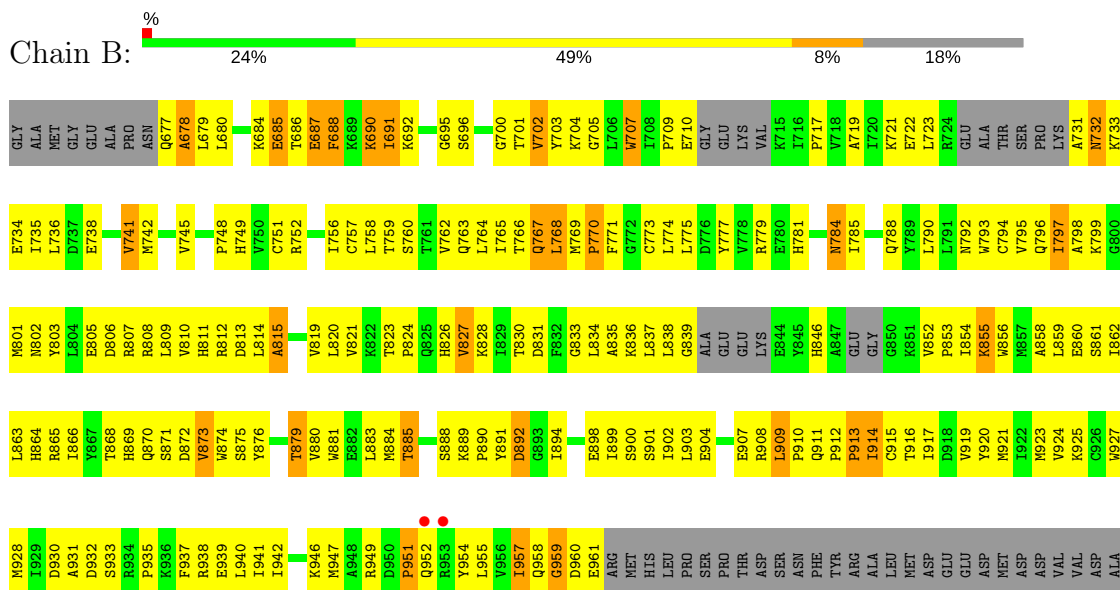 %
Chain B:
24% 49% 8% 18%
GLY ALA MET GLY GLU ALA PRO ASN Q677 A678 L679 L680 K684 E685 T686 E687 F688 K689 K690 I691 K692 G695 S696 G700 T701 V702 Y703 K704 G705 L706 W707 I708 P709 E710 GLY GLU LYS VAL K715 I716 P717 V718 A719 I720 K721 E722 L723 R724 GLU ALA THR SER PRO LYS A731 N732 K733
E734 I735 L736 D737 E738 V741 M742 V745 P748 H749 V750 C751 R752 I756 C757 L758 T759 S760 T761 V762 Q763 L764 I765 T766 Q767 L768 M769 P770 F771 G772 C773 L774 L775 D776 Y777 V778 R779 E780 H781 N784 I785 Q788 Y789 L790 L791 N792 W793 C794 V795 Q796 I797 A798 K799 G800
M801 N802 Y803 L804 E805 D806 R807 R808 L809 V810 H811 R812 D813 L814 A815 V819 L820 V821 K822 T823 P824 Q825 H826 V827 K828 I829 T830 D831 F832 G833 L834 A835 K836 L837 L838 G839 ALA GLU GLU LYS E844 Y845 H846 A847 GLU GLY G850 K851 V852 P853 I854 K855 W856 M857 A858 L859 E860 S861 I862
L863 H864 R865 I866 Y867 T868 H869 Q870 S871 D872 V873 W874 S875 Y876 T879 V880 W881 E882 L883 M884 T885 S888 K889 P890 Y891 D892 G893 I894 E898 I899 S900 S901 I902 L903 E904 E907 R908 L909 P910 Q911 P912 P913 I914 C915 T916 I917 D918 V919 Y920 M921 I922 M923 V924 K925 C926 W927
M928 I929 D930 A931 D932 S933 R934 P935 K936 F937 R938 E939 L940 I941 I942 K946 M947 A948 R949 D950 P951 Q952 R953 Y954 L955 V956 I957 Q958 G959 D960 E961 ARG MET HIS LEU PRO SER PRO THR ASP SER ASN PHE TYR ARG ALA LEU MET ASP GLU GLU ASP MET ASP ASP VAL VAL ASP ALA